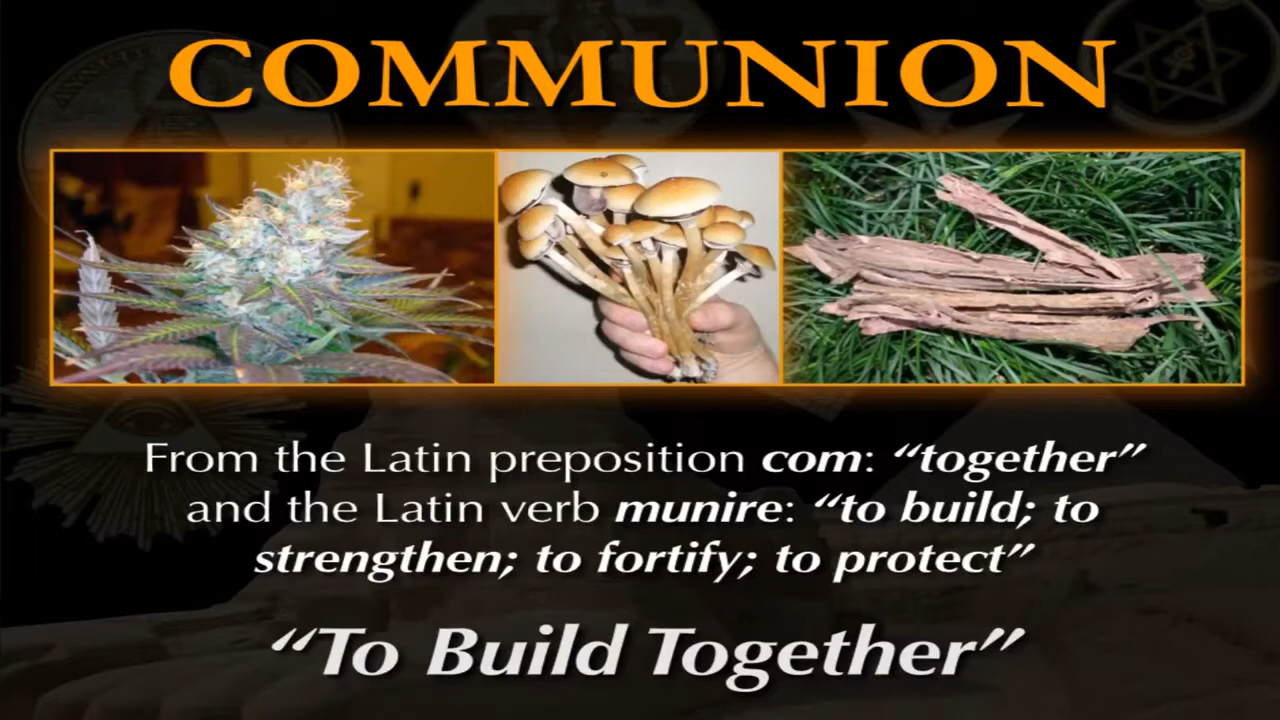 COMMUNION
From the Latin preposition com: “together”
and the Latin verb munire: “to build; to
strengthen; to fortify; to protect”
“To Build Together”